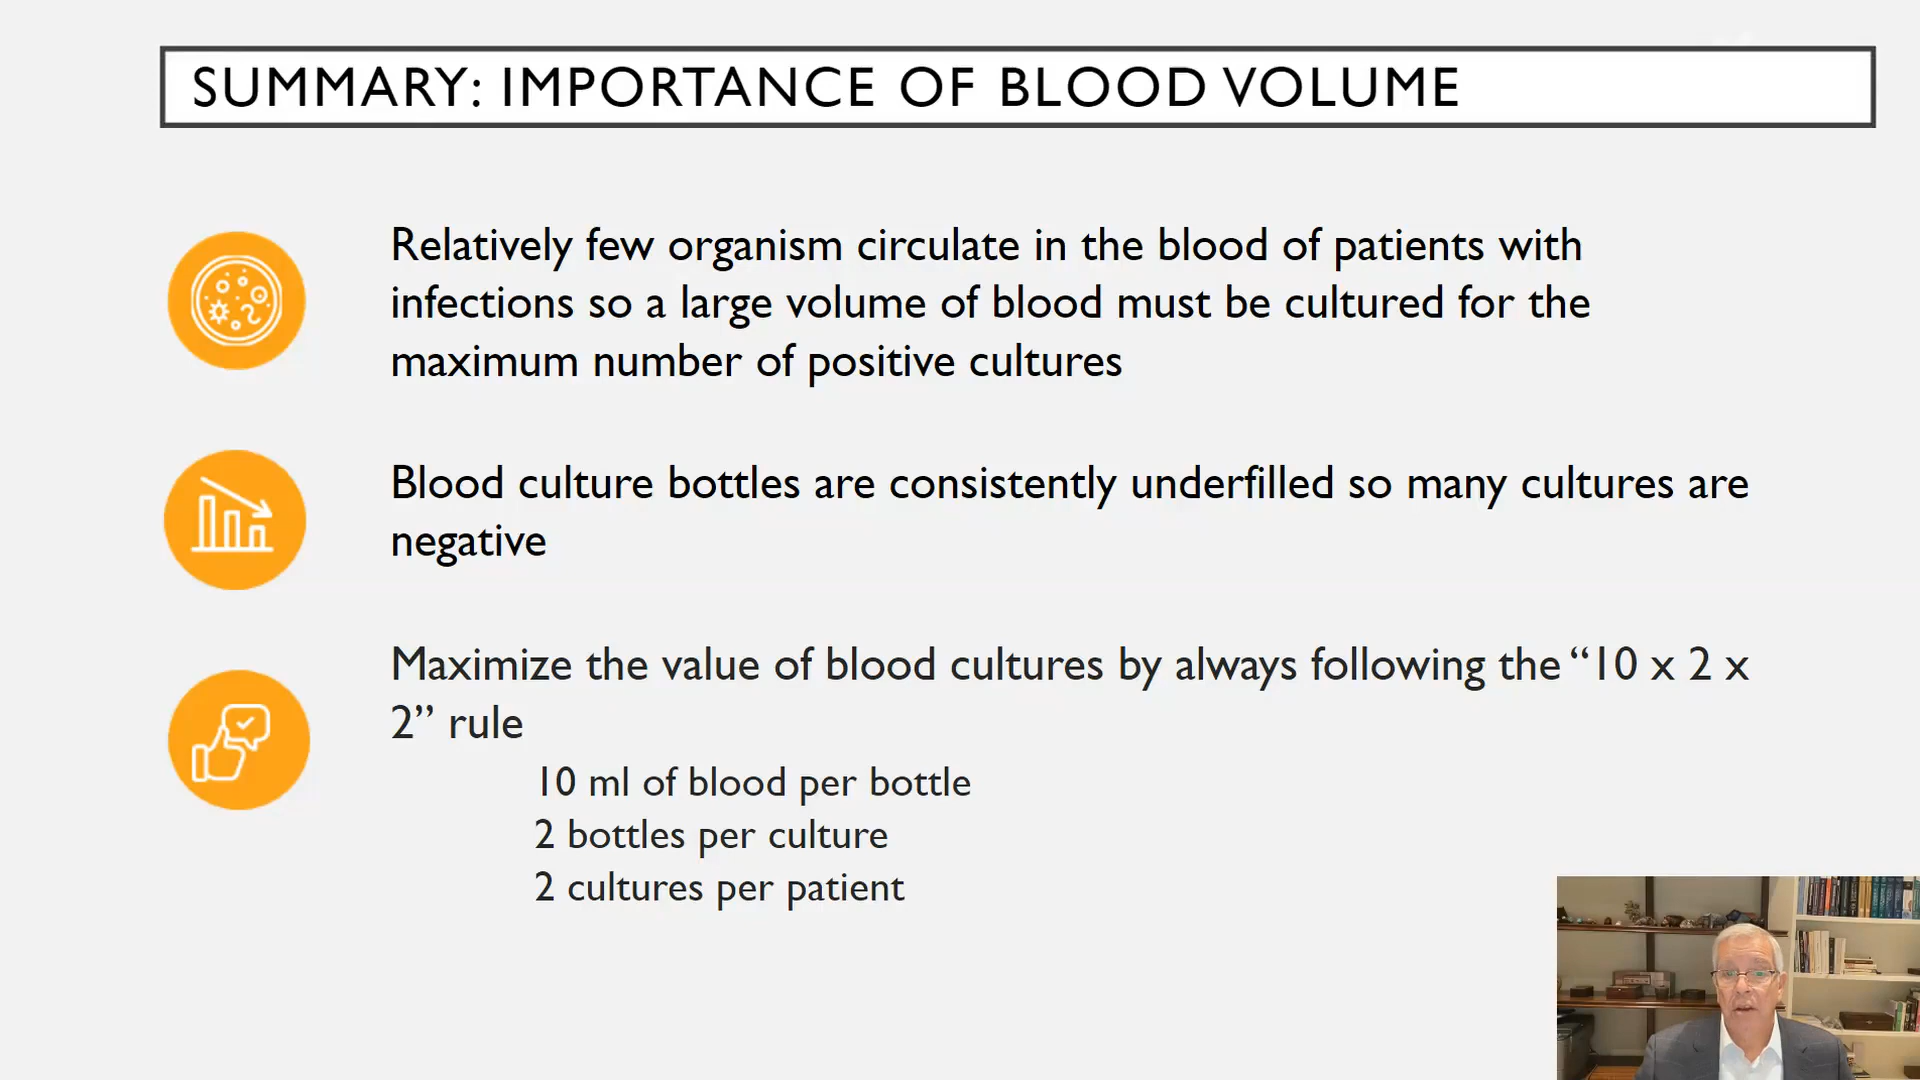 SUMMARY: IMPORTANCE OF BLOOD VOLUME
Relatively few organism circulate in the blood of patients with
infections so a large volume of blood must be cultured for the
maximum number of positive cultures
Blood culture bottles are consistently underfilled so many cultures are
negative
Maximize the value of blood cultures by always following the “10 x 2 x
2” rule
10 ml of blood per bottle
2 bottles per culture
2 cultures per patient